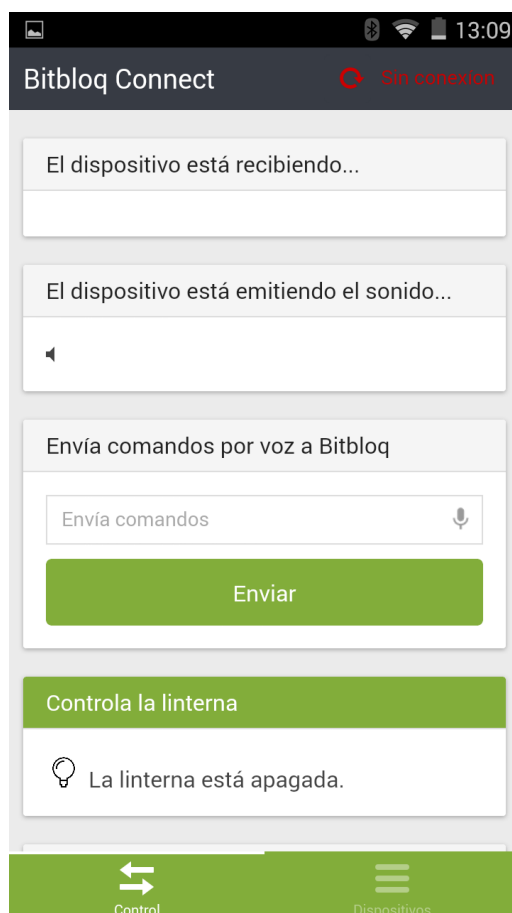 13:09
Bitbloq Connect
Sin conexion
El dispositivo está recibiendo...
El dispositivo está emitiendo el sonido...
Envía comandos por voz a Bitbloq
Envía comandos
Enviar
Controla la linterna
La linterna está apagada.
Control
Dispositivos